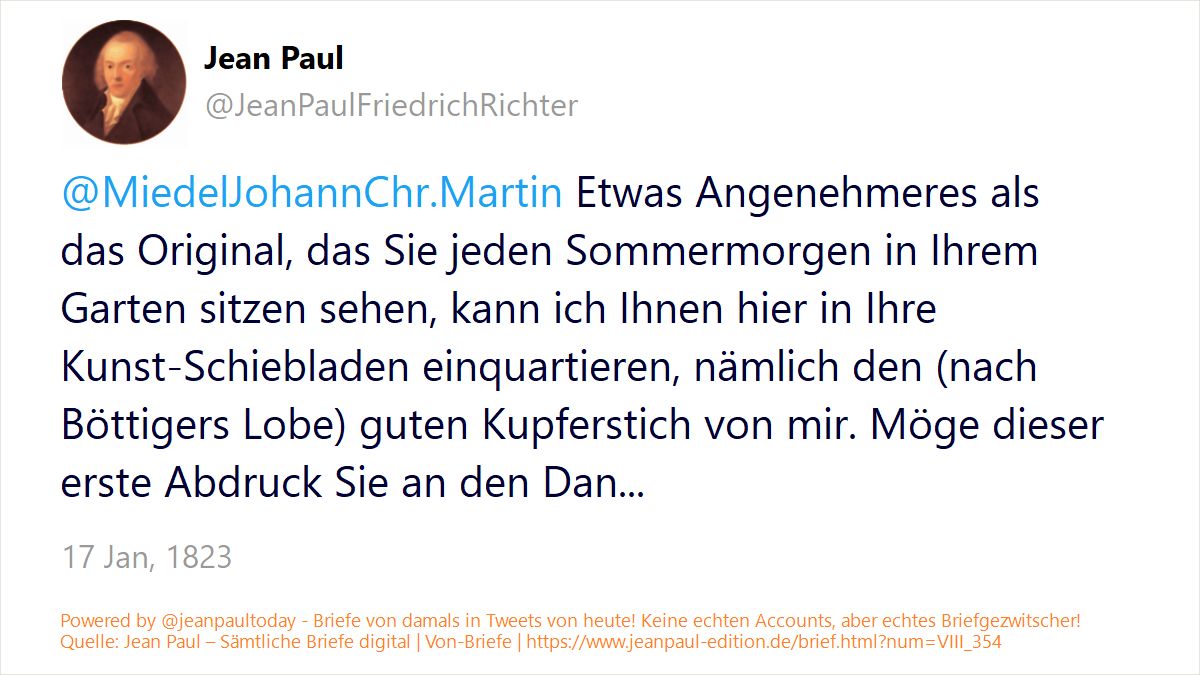 Jean Paul
@JeanPaulFriedrichRichter
@MiedelJohannChr.Martin Etwas Angenehmeres als
das Original, das Sie jeden Sommermorgen in Ihrem
Garten sitzen sehen, kann ich Ihnen hier in Ihre
Kunst-Schiebladen einquartieren, nämlich den (nach
Böttigers Lobe) guten Kupferstich von mir. Möge dieser
erste Abdruck Sie an den Dan...
17 Jan, 1823
Powered by @jeanpaultoday - Briefe von damals in Tweets von heute! Keine echten Accounts, aber echtes Briefgezwitscher!
Quelle: Jean Paul – Sämtliche Briefe digital | Von-Briefe | https://www.jeanpaul-edition.de/brief.html?num=VIII_354